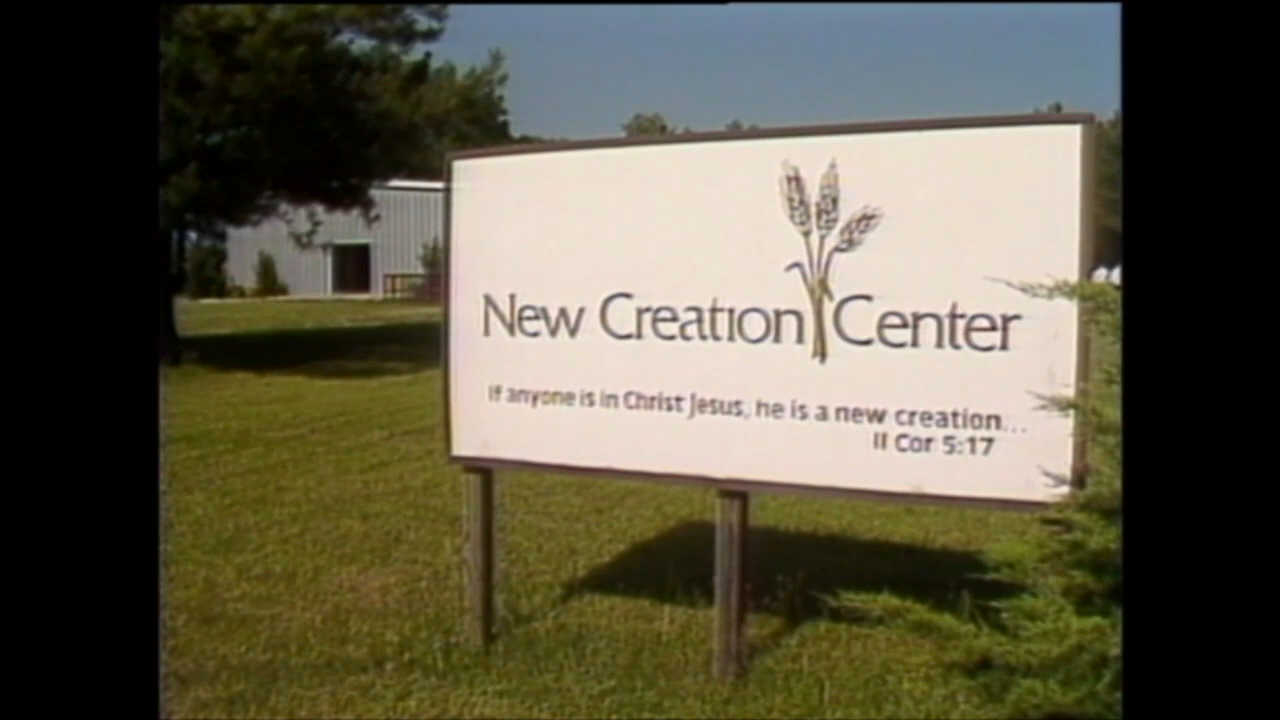 New Creation Center
If anyone is in Christ Jesus, he is a new creation...
II Cor 5:17